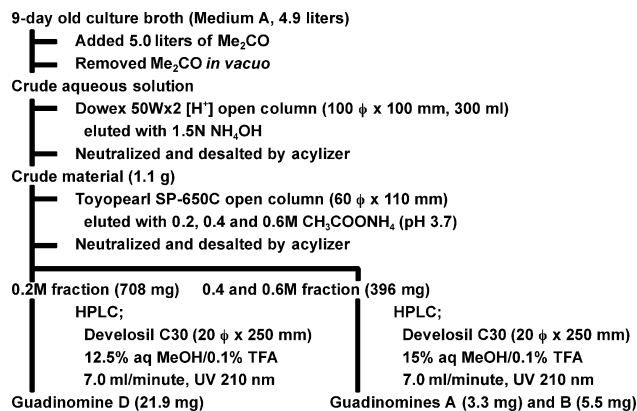 9-day old culture broth (Medium A, 4.9 liters)
Added 5.0 liters of Me₂CO
Removed Me₂CO in vacuo
Crude aqueous solution
Dowex 50Wx2 [H⁺] open column (100 ϕ x 100 mm, 300 ml)
eluted with 1.5N NH₄OH
Neutralized and desalted by acylizer
Crude material (1.1 g)
Toyopearl SP-650C open column (60 ϕ x 110 mm)
eluted with 0.2, 0.4 and 0.6M CH₃COONH₄ (pH 3.7)
Neutralized and desalted by acylizer
0.2M fraction (708 mg)
HPLC;
Develosil C30 (20 ϕ x 250 mm)
12.5% aq MeOH/0.1% TFA
7.0 ml/minute, UV 210 nm
Guadinomine D (21.9 mg)
0.4 and 0.6M fraction (396 mg)
HPLC;
Develosil C30 (20 ϕ x 250 mm)
15% aq MeOH/0.1% TFA
7.0 ml/minute, UV 210 nm
Guadinomines A (3.3 mg) and B (5.5 mg)